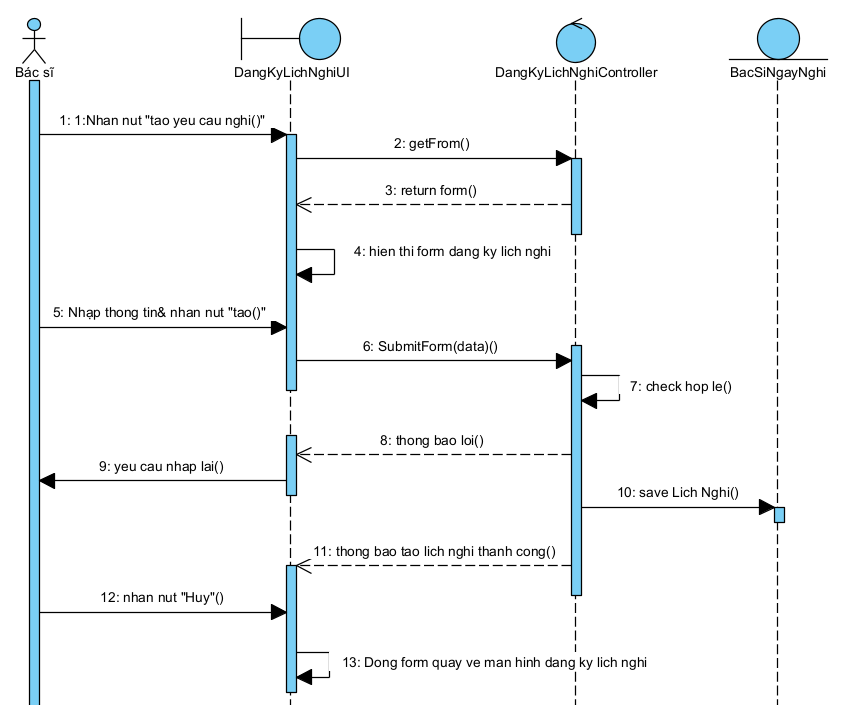 Bác sĩ
DangKyLichNghiUI
DangKyLichNghiController
BacSiNgayNghi
1: 1:Nhan nut "tao yeu cau nghi()"
2: getFrom()
3: return form()
4: hien thi form dang ky lich nghi
5: Nhạp thong tin& nhan nut "tao()"
6: SubmitForm(data)()
7: check hop le()
8: thong bao loi()
9: yeu cau nhap lai()
10: save Lich Nghi()
11: thong bao tao lich nghi thanh cong()
12: nhan nut "Huy"()
13: Dong form quay ve man hinh dang ky lich nghi